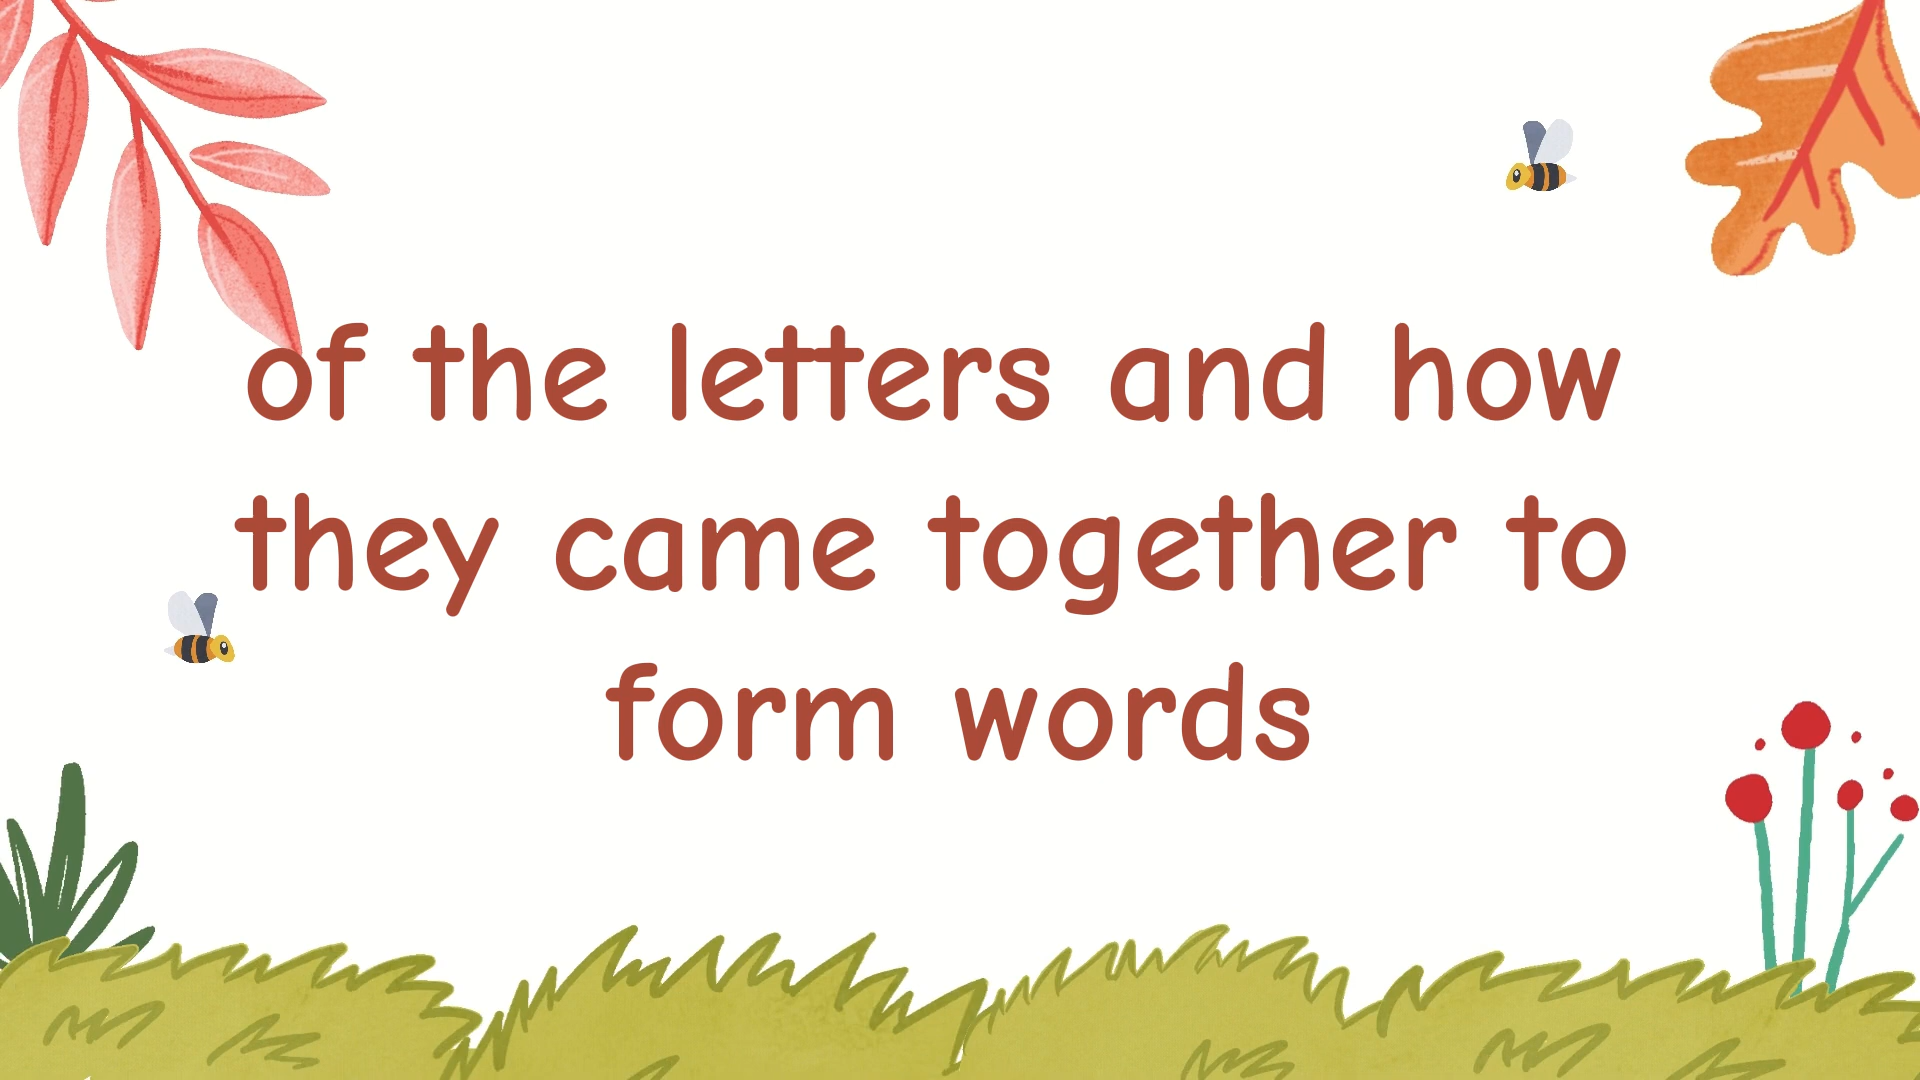 of the letters and how
they came together to
form words